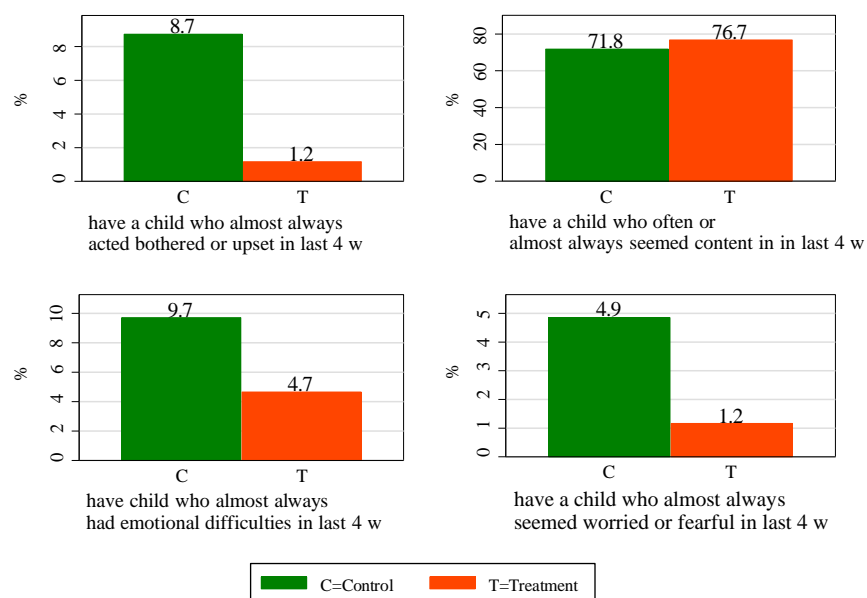 8.7
1.2
%
0 2 4 6 8
C T
have a child who almost always
acted bothered or upset in last 4 w
71.8
76.7
%
0 20 40 60 80
C T
have a child who often or
almost always seemed content in in last 4 w
9.7
4.7
%
0 2 4 6 8 10
C T
have child who almost always
had emotional difficulties in last 4 w
4.9
1.2
%
0 1 2 3 4 5
C T
have a child who almost always
seemed worried or fearful in last 4 w
C=Control T=Treatment